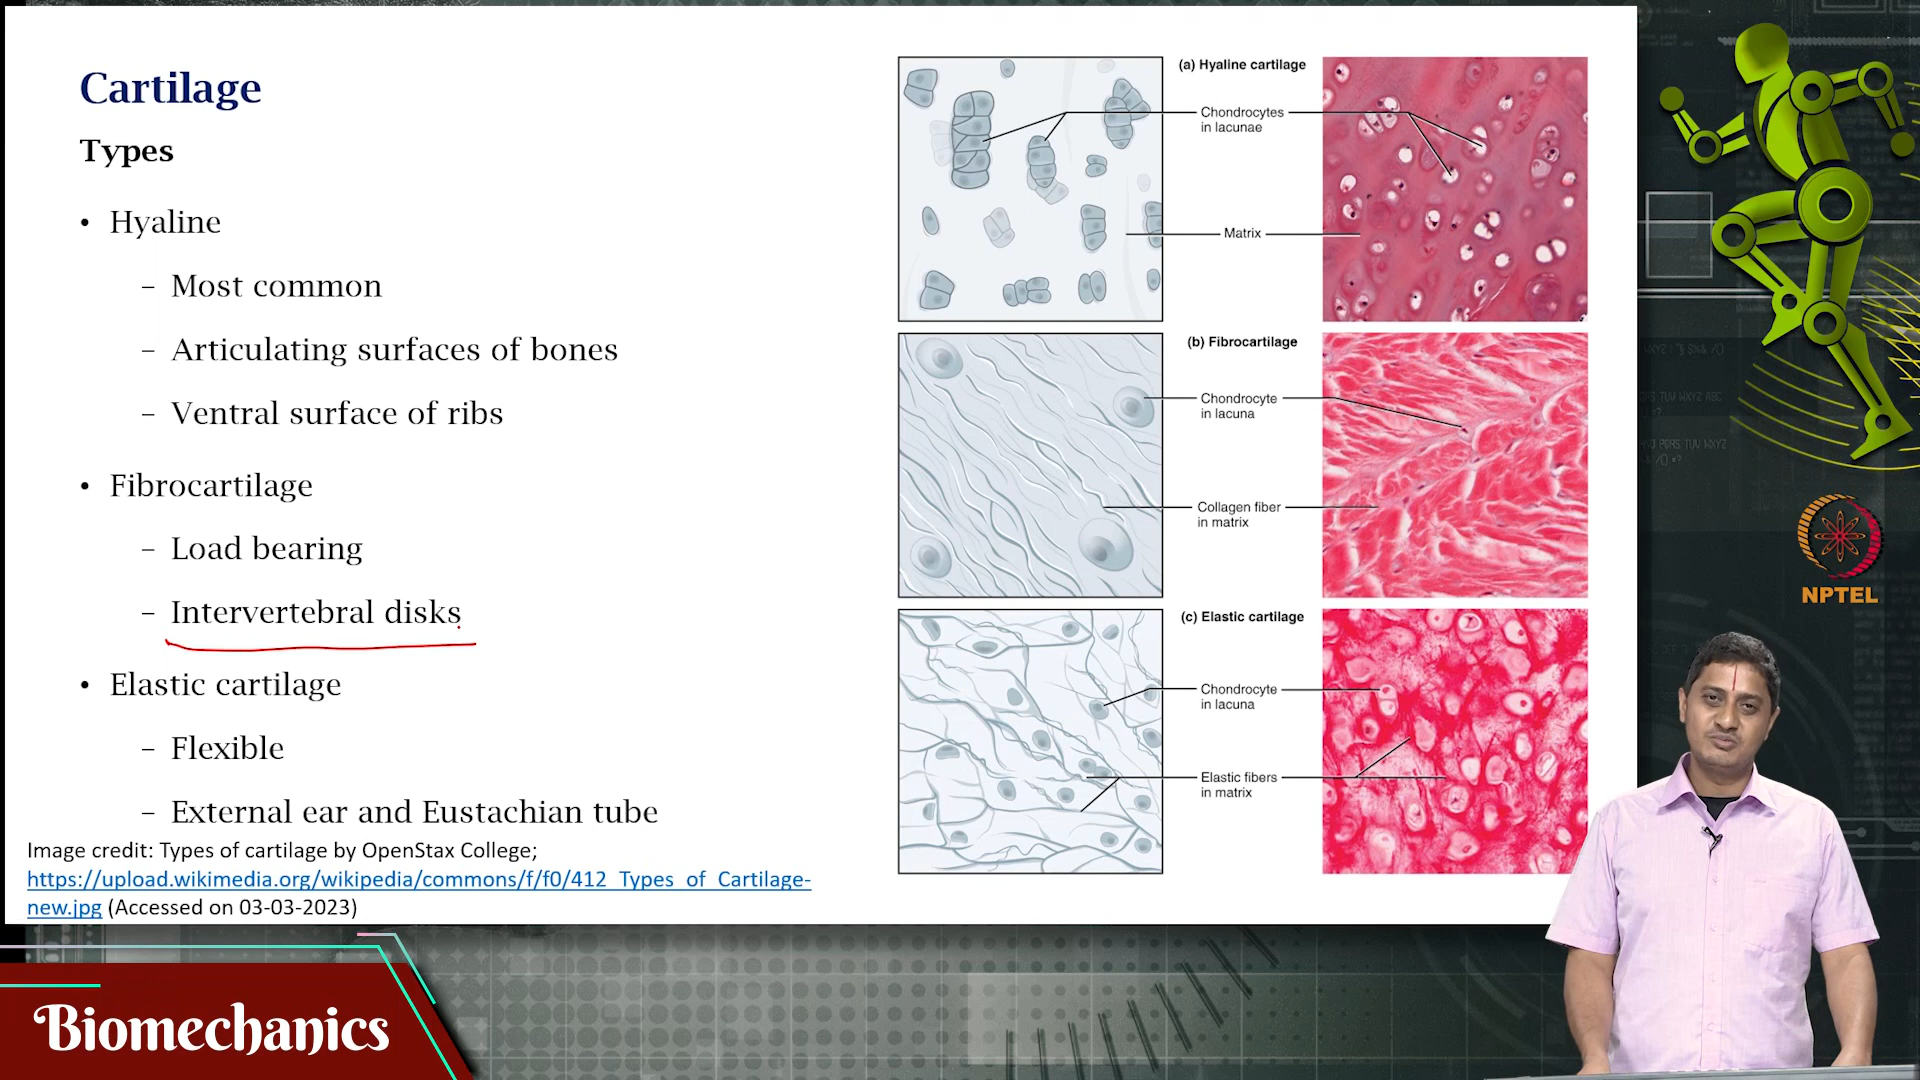 Cartilage
Types
• Hyaline
– Most common
– Articulating surfaces of bones
– Ventral surface of ribs
• Fibrocartilage
– Load bearing
– Intervertebral disks
• Elastic cartilage
– Flexible
– External ear and Eustachian tube
Image credit: Types of cartilage by OpenStax College;
https://upload.wikimedia.org/wikipedia/commons/f/f0/412_Types_of_Cartilage-
new.jpg (Accessed on 03-03-2023)
(a) Hyaline cartilage
Chondrocytes
in lacunae
Matrix
(b) Fibrocartilage
Chondrocyte
in lacuna
Collagen fiber
in matrix
(c) Elastic cartilage
Chondrocyte
in lacuna
Elastic fibers
in matrix
NPTEL
Biomechanics